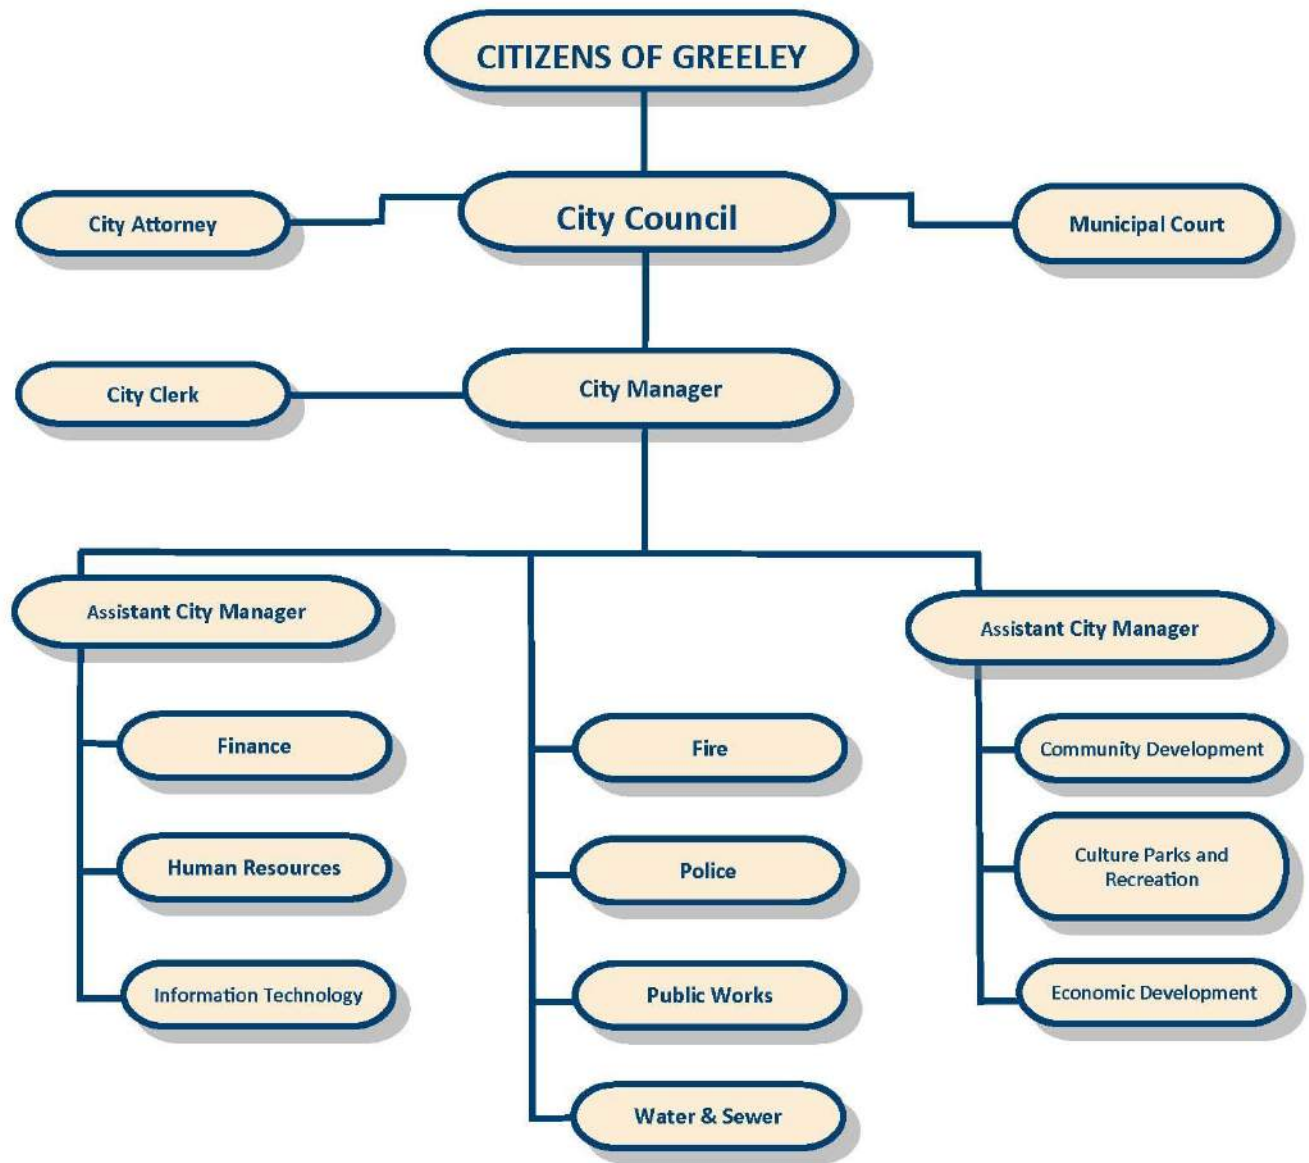 CITIZENS OF GREELEY
City Attorney
City Council
Municipal Court
City Clerk
City Manager
Assistant City Manager
Assistant City Manager
Finance
Fire
Community Development
Human Resources
Police
Culture Parks and
Recreation
Information Technology
Public Works
Economic Development
Water & Sewer